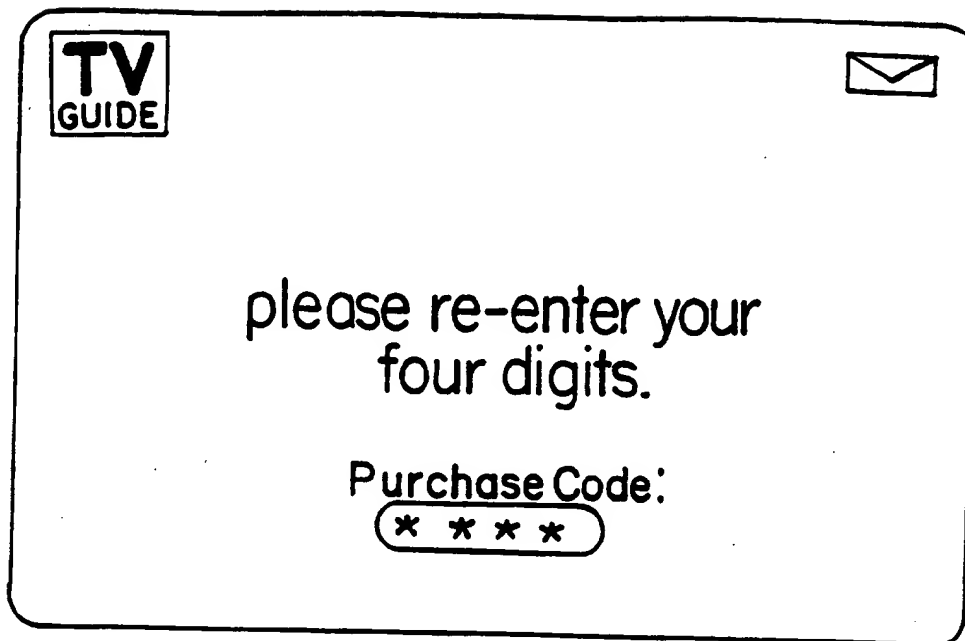 TV
GUIDE
please re-enter your
four digits.
Purchase Code:
* * * *